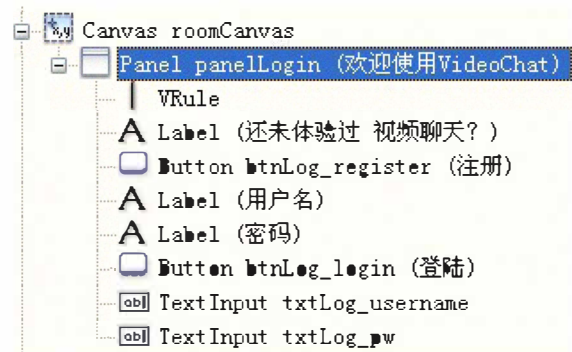 Canvas roomCanvas
Panel panelLogin (欢迎使用VideoChat)
VRule
Label (还未体验过 视频聊天?)
Button btnLog_register (注册)
Label (用户名)
Label (密码)
Button btnLog_login (登陆)
TextInput txtLog_username
TextInput txtLog_pw